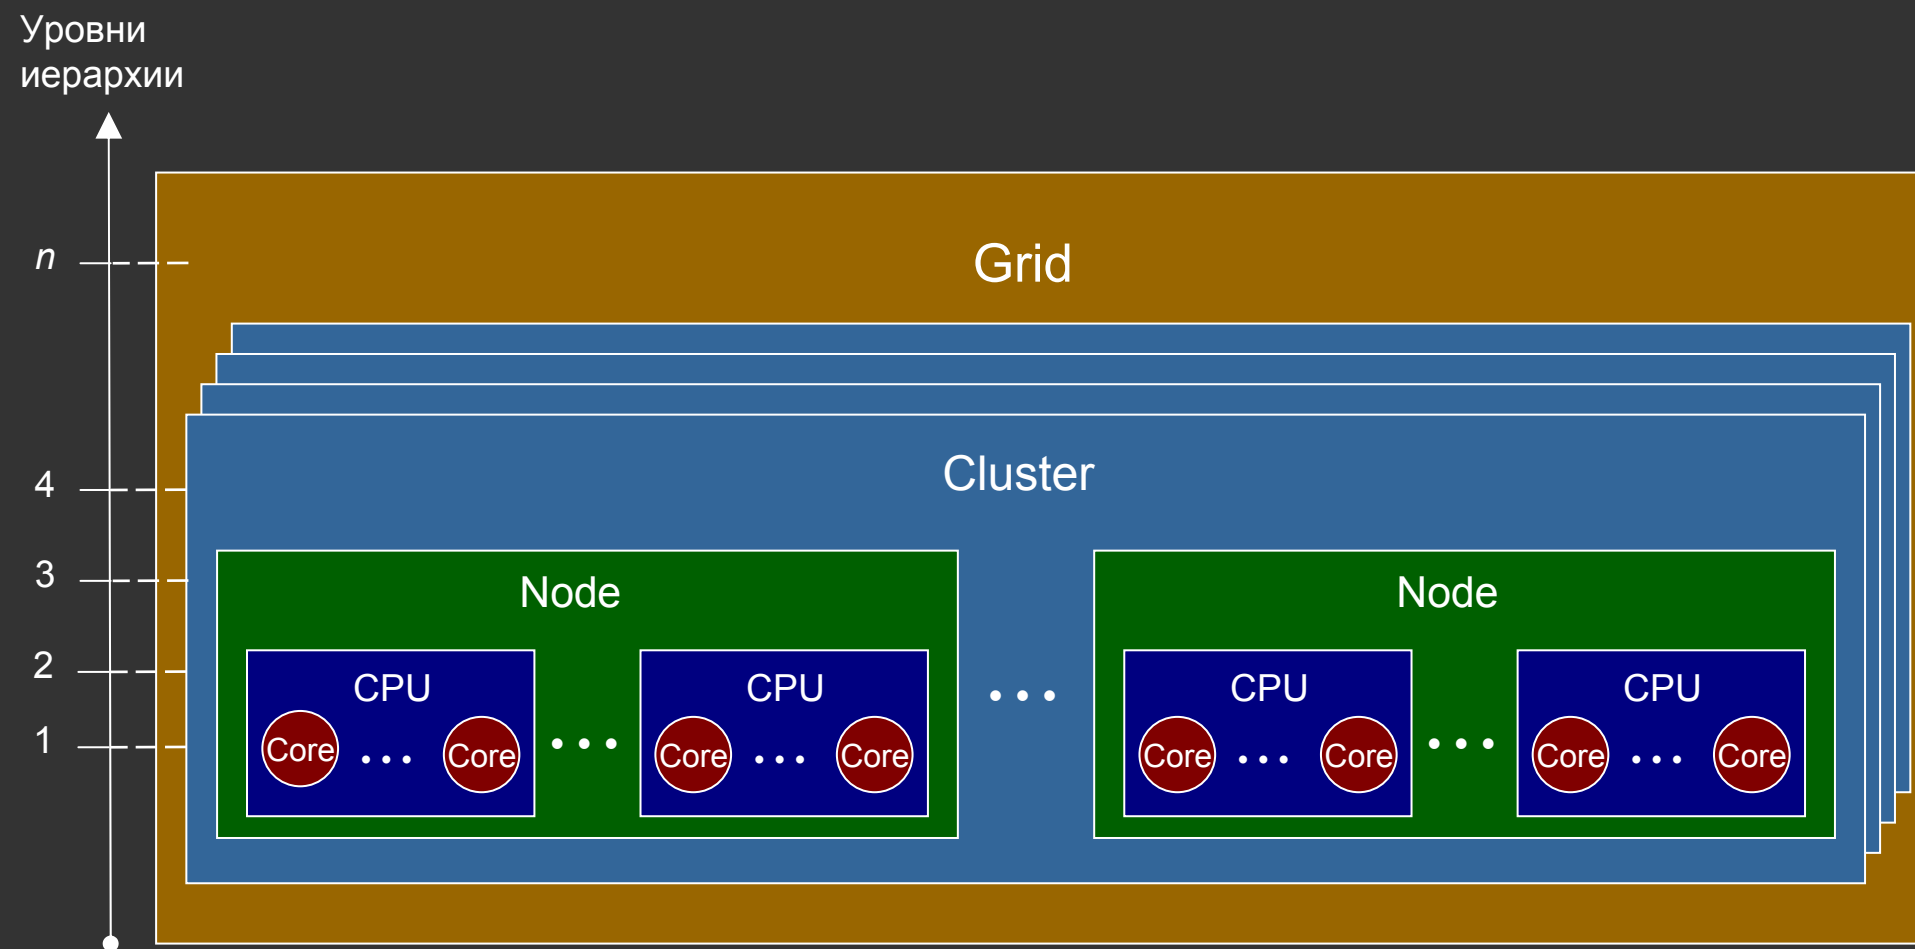 Уровни
иерархии
n
Grid
4
Cluster
3
Node
Node
2
CPU
CPU
...
CPU
CPU
1
Core
...
Core
...
Core
...
Core
Core
...
Core
...
Core
...
Core